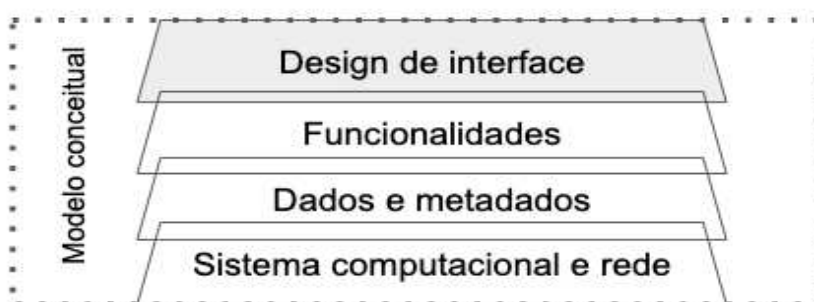 Modelo conceitual
Design de interface
Funcionalidades
Dados e metadados
Sistema computacional e rede